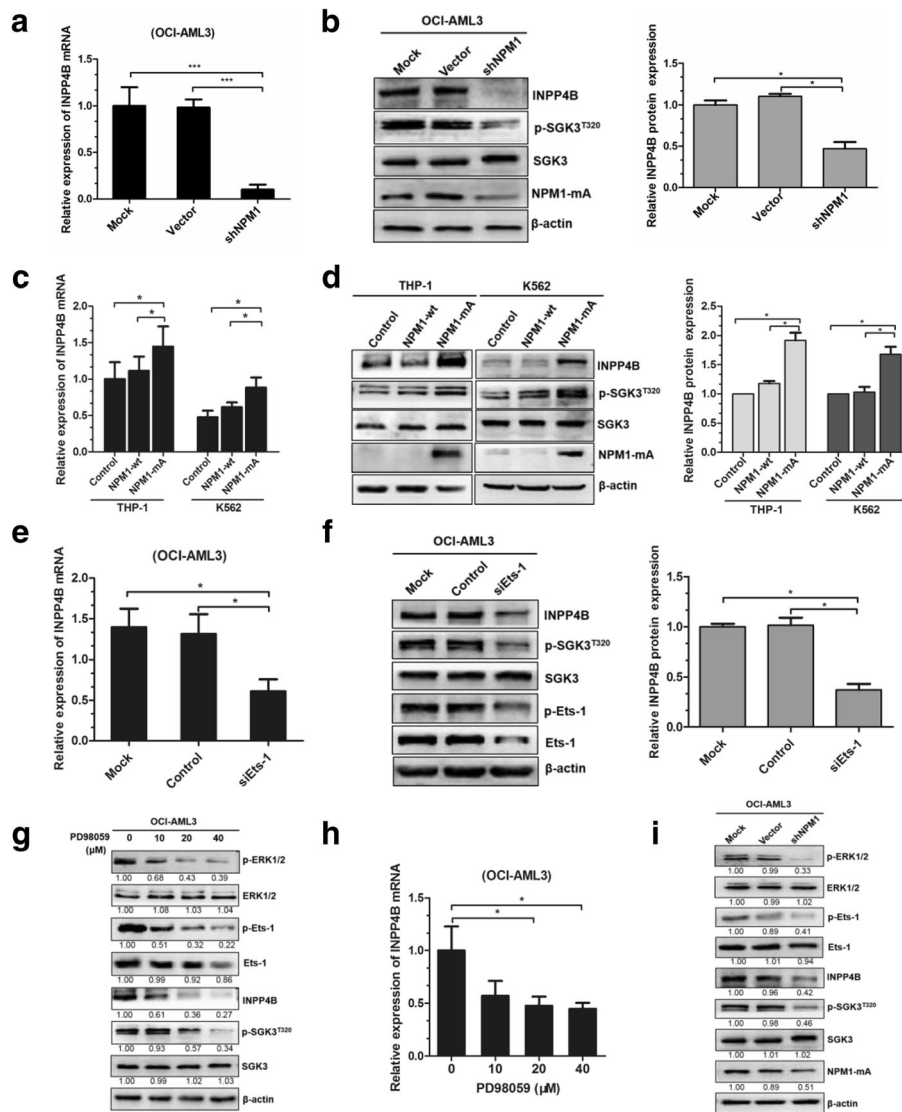 a
(OCI-AML3)
Relative expression of INPP4B mRNA
1.5
1.0
0.5
0.0
***
***
Mock
Vector
shNPM1
b
OCI-AML3
Mock
Vector
shNPM1
INPP4B
p-SGK3T320
SGK3
NPM1-mA
β-actin
Relative INPP4B protein expression
2.0
1.5
1.0
0.5
0.0
*
*
Mock
Vector
shNPM1
c
Relative expression of INPP4B mRNA
2.0
1.5
1.0
0.5
0.0
*
*
*
*
Control
NPM1-wt
NPM1-mA
Control
NPM1-wt
NPM1-mA
THP-1
K562
d
THP-1
K562
Control
NPM1-wt
NPM1-mA
Control
NPM1-wt
NPM1-mA
INPP4B
p-SGK3T320
SGK3
NPM1-mA
β-actin
Relative INPP4B protein expression
2.5
2.0
1.5
1.0
0.5
0.0
*
*
*
*
Control
NPM1-wt
NPM1-mA
Control
NPM1-wt
NPM1-mA
THP-1
K562
e
(OCI-AML3)
Relative expression of INPP4B mRNA
2.0
1.5
1.0
0.5
0.0
*
*
Mock
Control
siEts-1
f
OCI-AML3
Mock
Control
siEts-1
INPP4B
p-SGK3T320
SGK3
p-Ets-1
Ets-1
β-actin
Relative INPP4B protein expression
1.5
1.0
0.5
0.0
*
*
Mock
Control
siEts-1
g
OCI-AML3
PD98059 0 10 20 40
(μM)
p-ERK1/2
1.00 0.68 0.43 0.39
ERK1/2
1.00 1.08 1.03 1.04
p-Ets-1
1.00 0.51 0.32 0.22
Ets-1
1.00 0.99 0.92 0.86
INPP4B
1.00 0.61 0.36 0.27
p-SGK3T320
1.00 0.93 0.57 0.34
SGK3
1.00 0.99 1.02 1.03
β-actin
h
(OCI-AML3)
Relative expression of INPP4B mRNA
1.5
1.0
0.5
0.0
*
*
0 10 20 40
PD98059 (μM)
i
OCI-AML3
Mock
Vector
shNPM1
p-ERK1/2
1.00 0.99 0.33
ERK1/2
1.00 0.99 1.02
p-Ets-1
1.00 0.89 0.41
Ets-1
1.00 1.01 0.94
INPP4B
1.00 0.96 0.42
p-SGK3T320
1.00 0.98 0.46
SGK3
1.00 1.01 1.02
NPM1-mA
1.00 0.89 0.51
β-actin